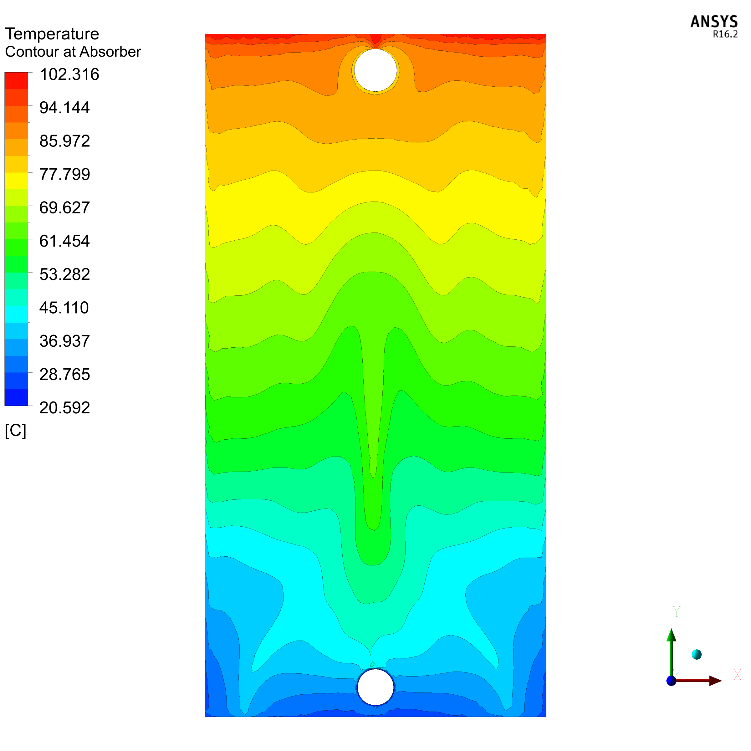 Temperature
Contour at Absorber
102.316
94.144
85.972
77.799
69.627
61.454
53.282
45.110
36.937
28.765
20.592
[C]
ANSYS
R16.2
Y
X